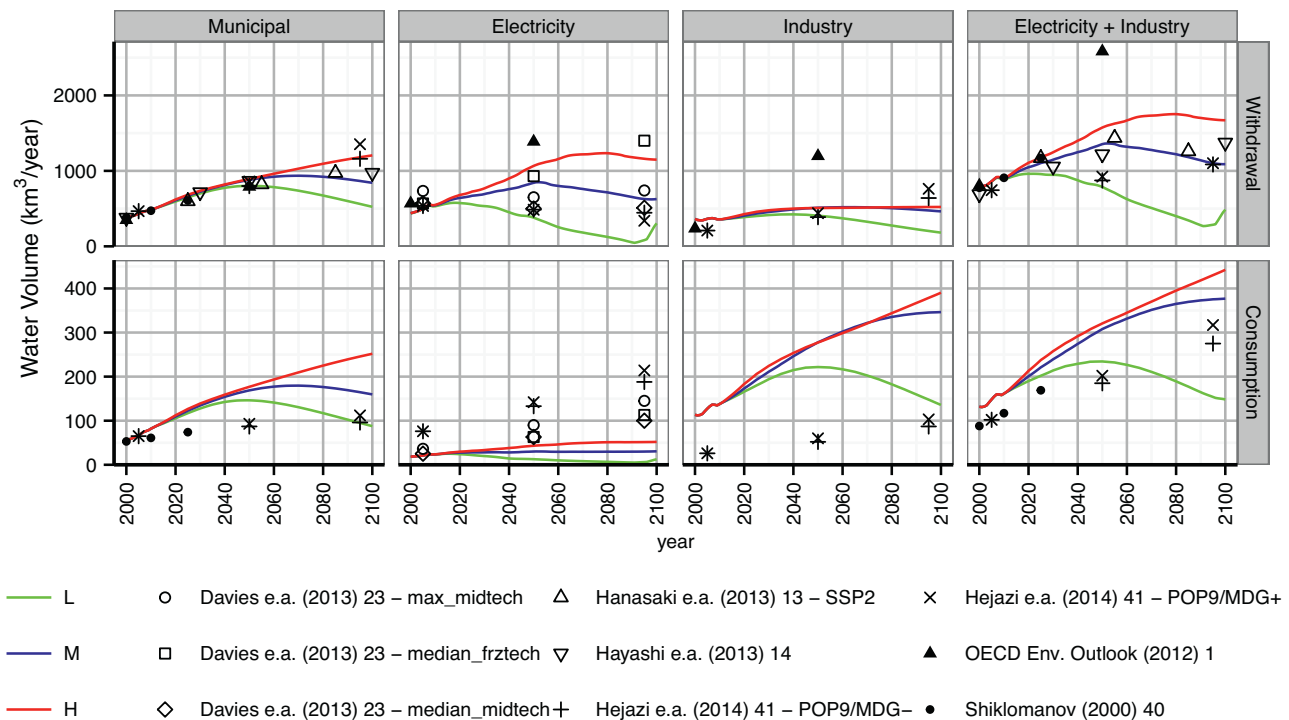 Municipal
Electricity
Industry
Electricity + Industry
Water Volume (km³/year)
2000
1000
0
Withdrawal
400
300
200
100
0
Consumption
2000
2020
2040
2060
2080
2100
2000
2020
2040
2060
2080
2100
2000
2020
2040
2060
2080
2100
2000
2020
2040
2060
2080
2100
year
L
Davies e.a. (2013) 23 − max_midtech
Hanasaki e.a. (2013) 13 − SSP2
Hejazi e.a. (2014) 41 − POP9/MDG+
M
Davies e.a. (2013) 23 − median_frztech
Hayashi e.a. (2013) 14
OECD Env. Outlook (2012) 1
H
Davies e.a. (2013) 23 − median_midtech
Hejazi e.a. (2014) 41 − POP9/MDG−
Shiklomanov (2000) 40